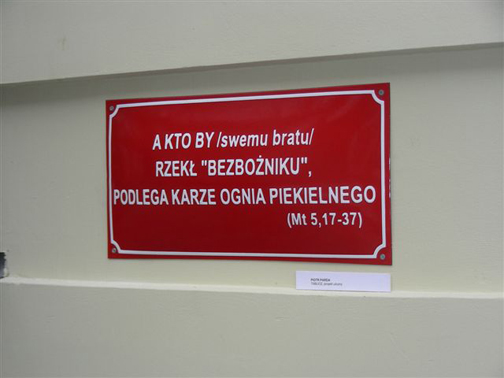 A KTO BY /swemu bratu/
RZEKŁ "BEZBOŻNIKU",
PODLEGA KARZE OGNIA PIEKIELNEGO
(Mt 5,17-37)